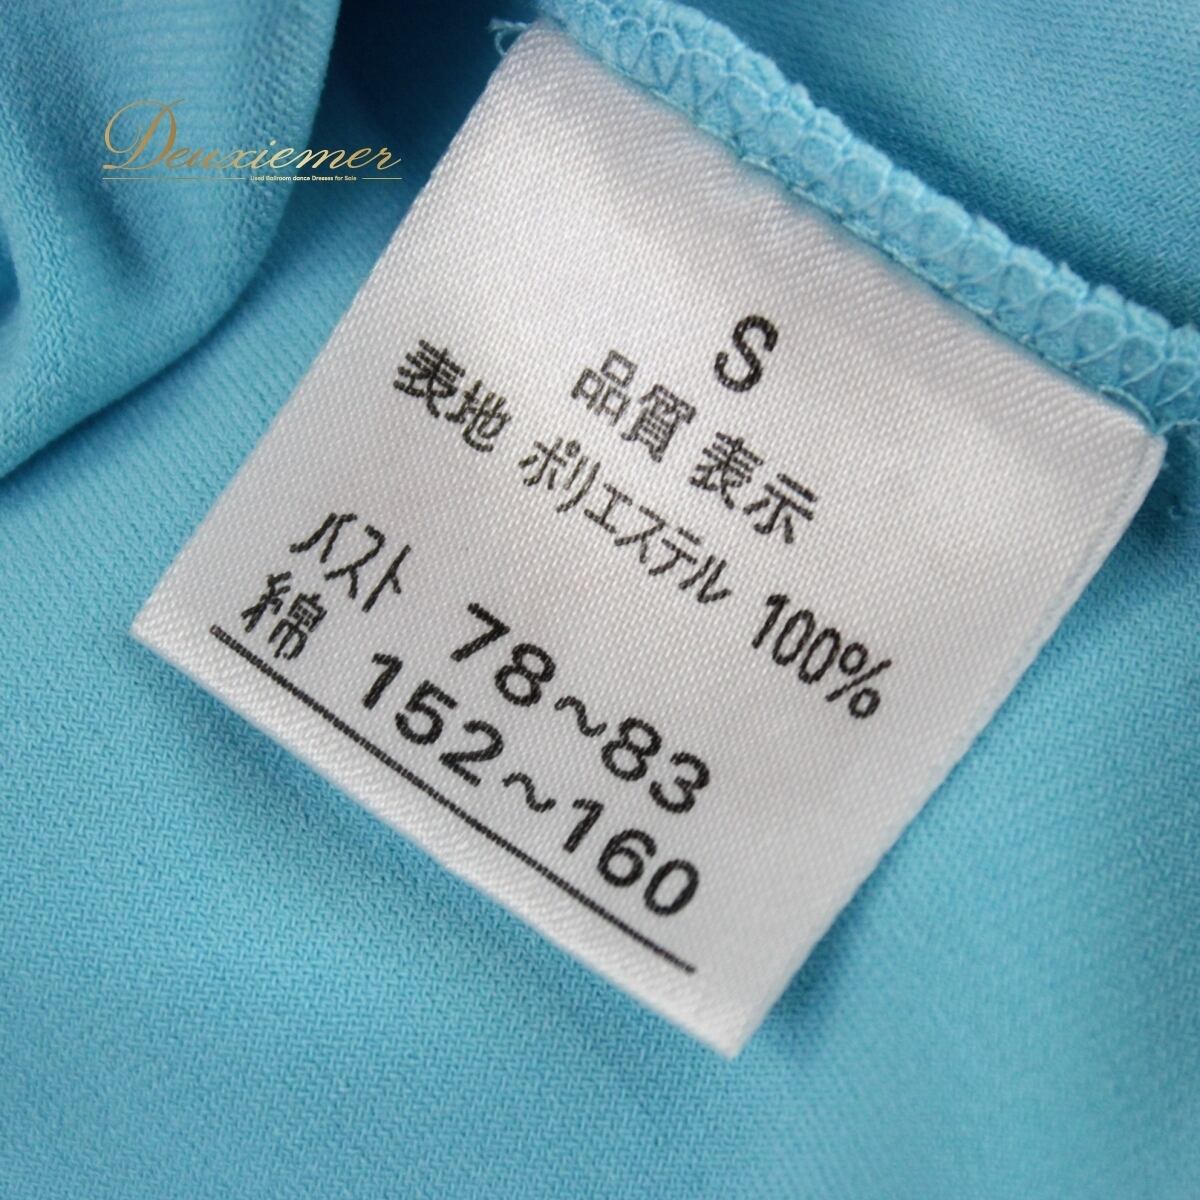 Deuxiemer
Used Ballroom dance Dresses for Sale
S
品質 表示
表地 ポリエステル 100%
バスト 78~83
綿 152~160